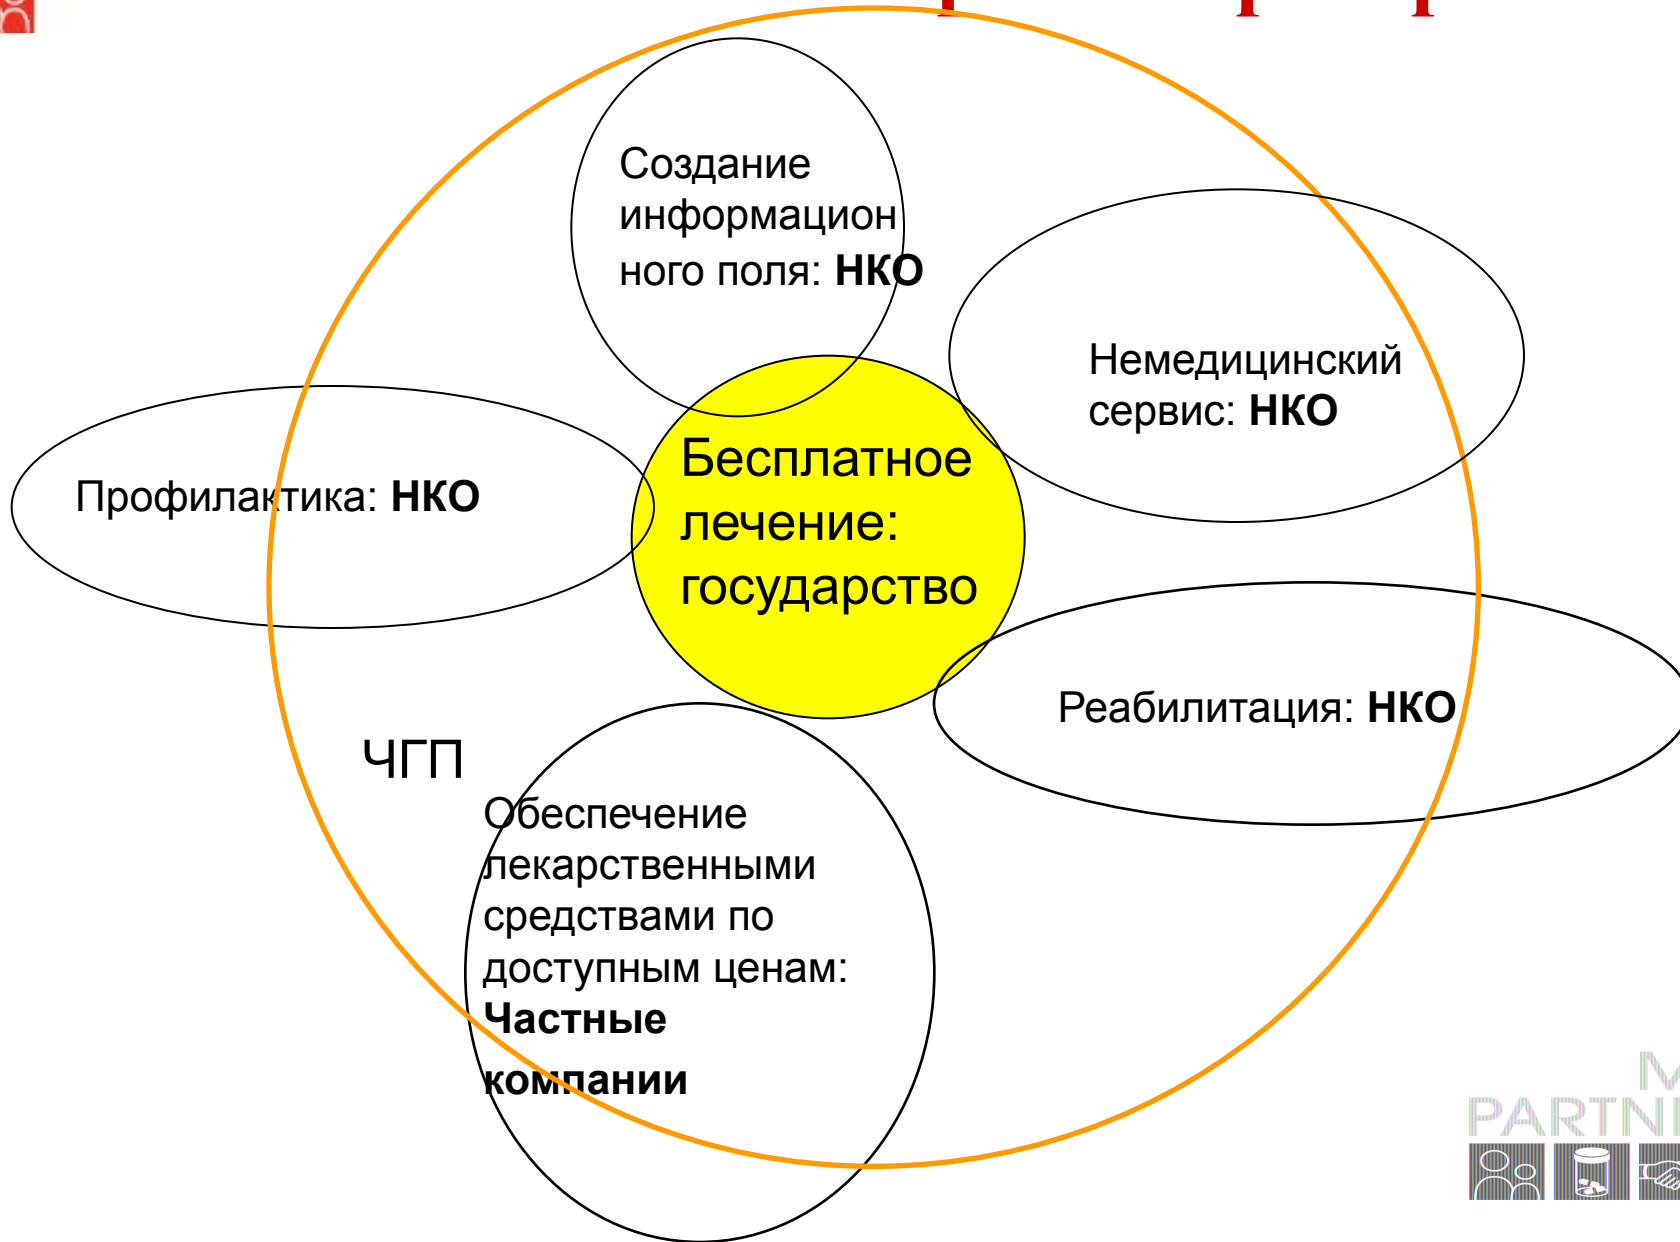 Создание
информацион
ного поля: НКО
Немедицинский
сервис: НКО
Бесплатное
лечение:
государство
Профилактика: НКО
Реабилитация: НКО
ЧГП
Обеспечение
лекарственными
средствами по
доступным ценам:
Частные
компании